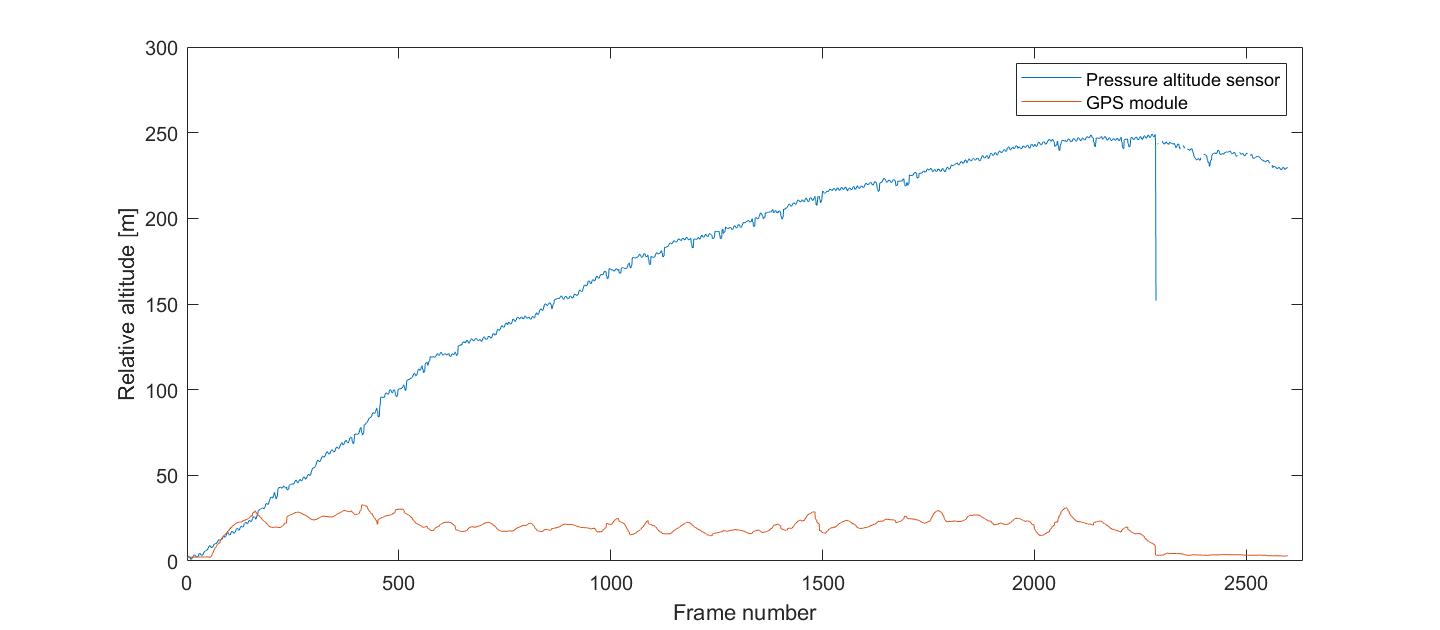 300
250
200
150
100
50
0
Relative altitude [m]
Pressure altitude sensor
GPS module
0 500 1000 1500 2000 2500
Frame number